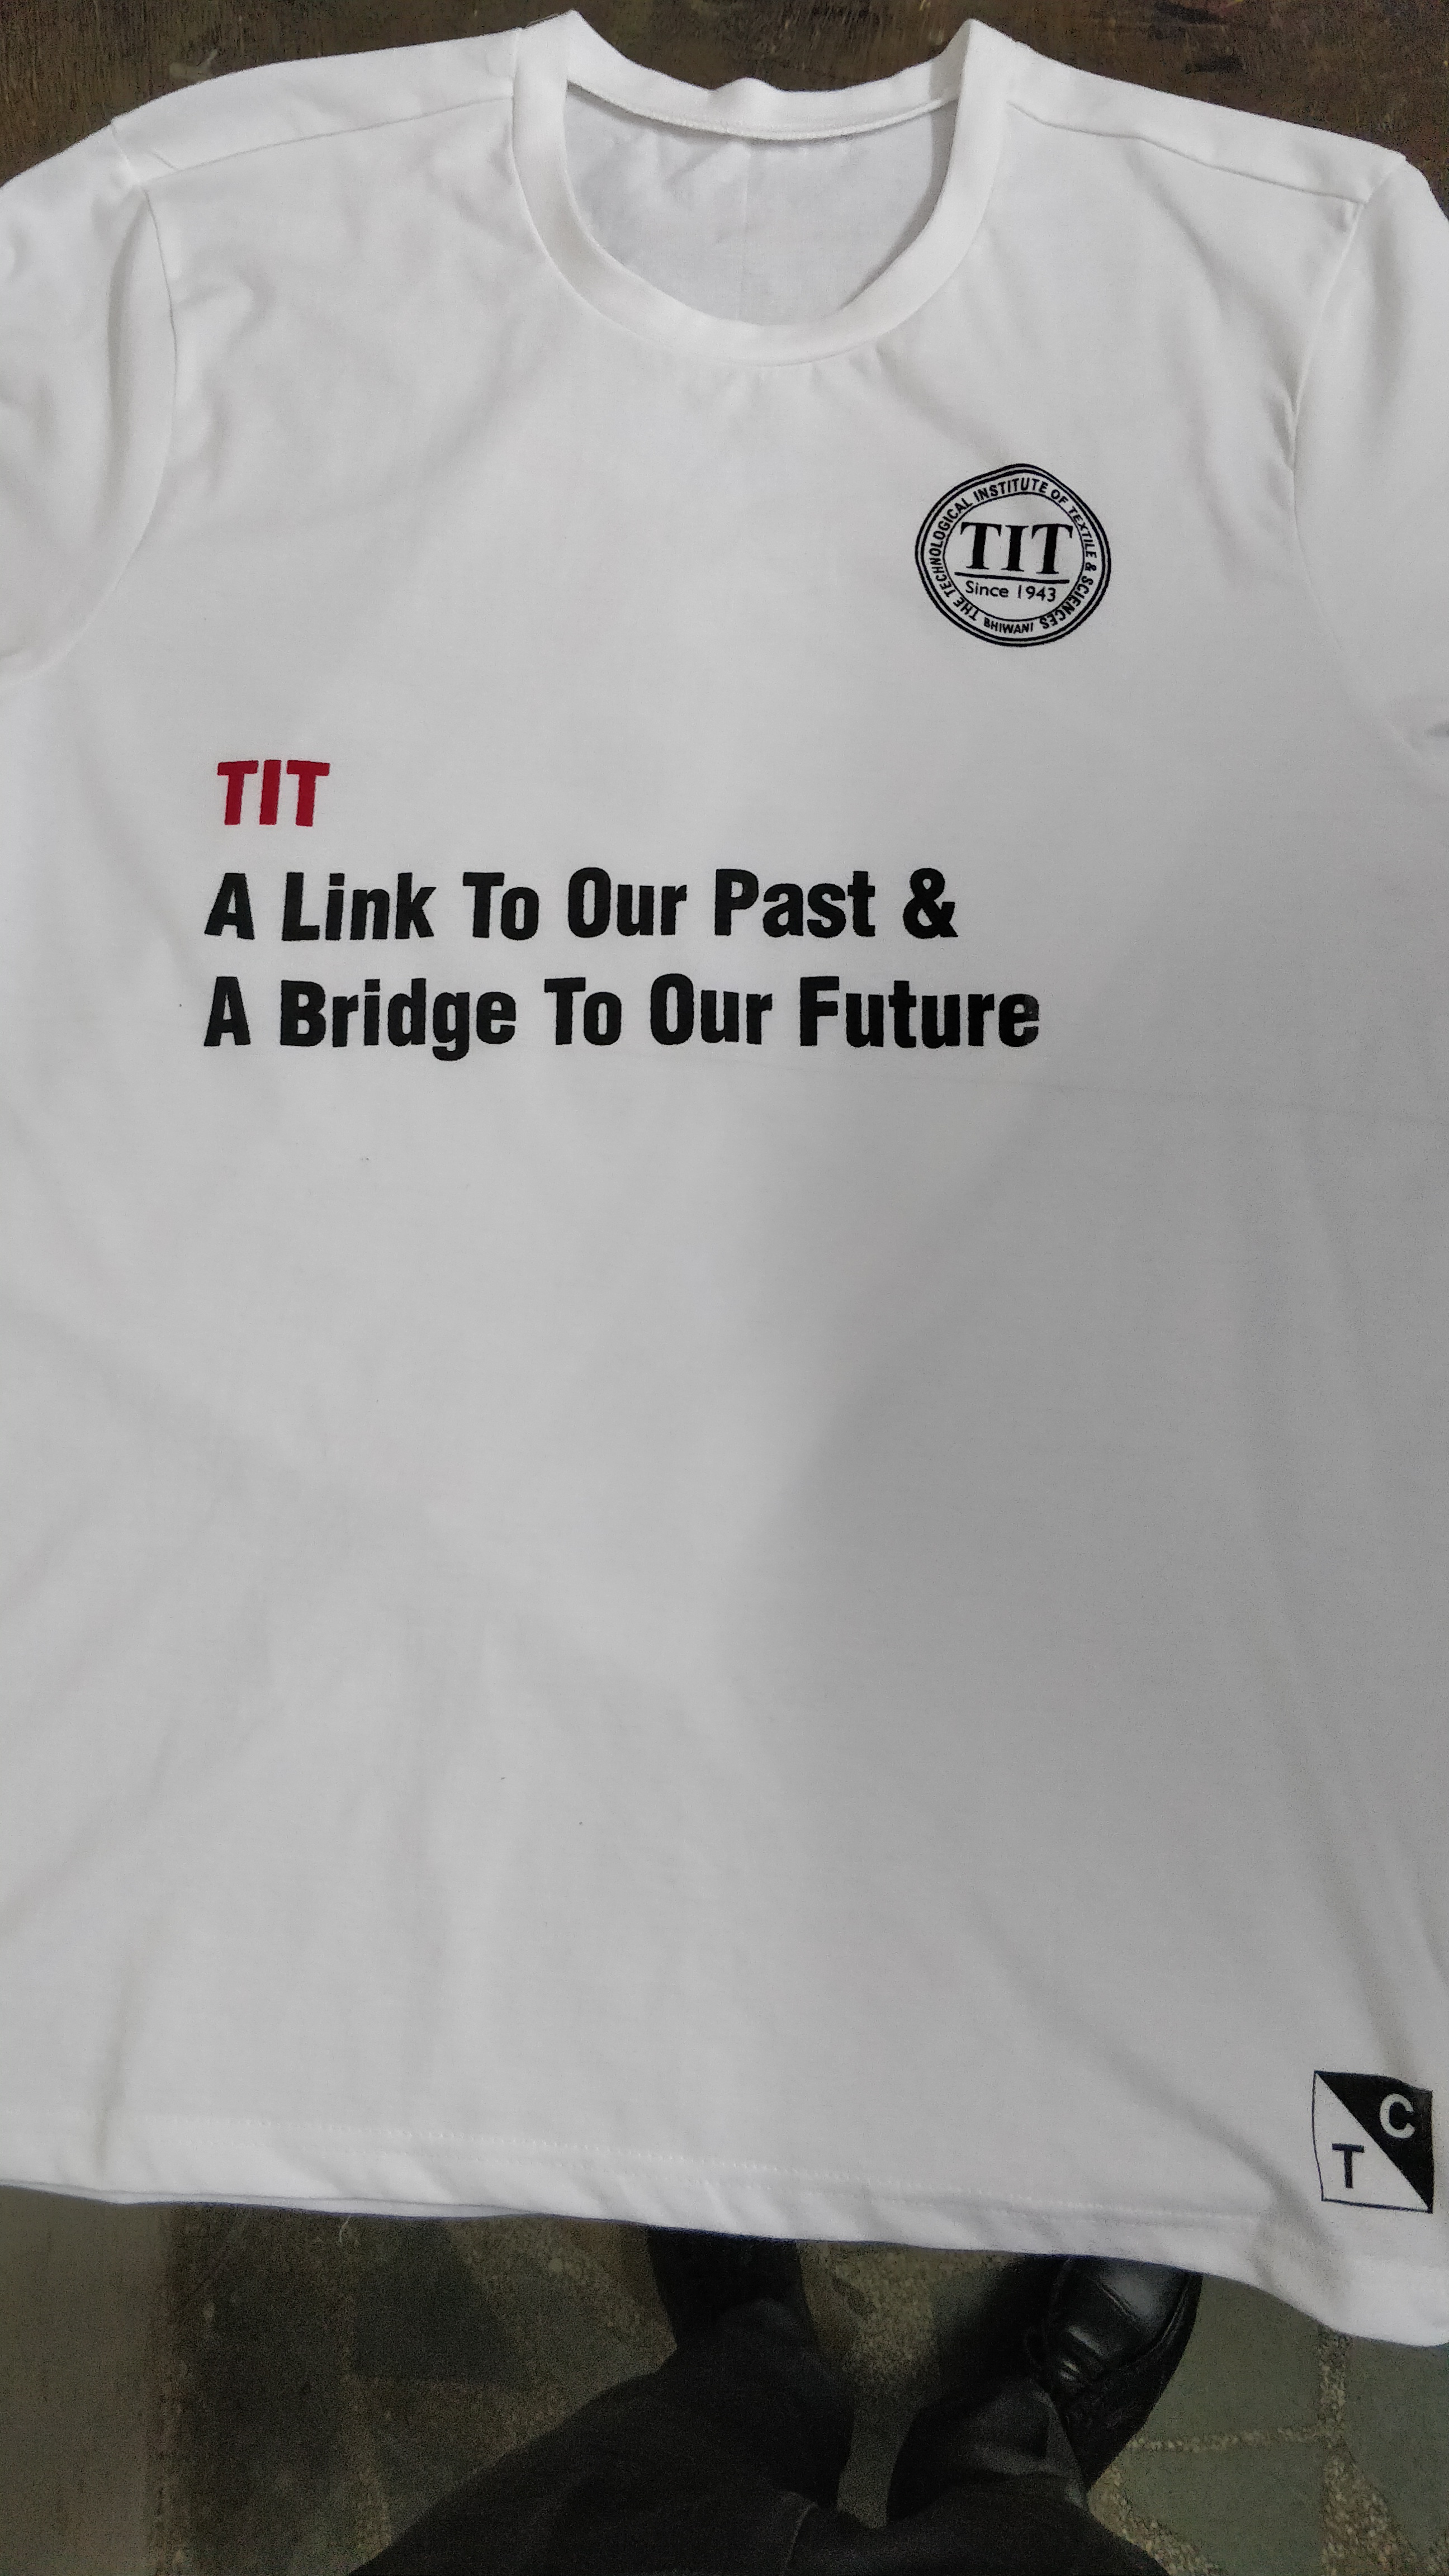 THE TECHNOLOGICAL INSTITUTE OF TEXTILE & SCIENCES
TIT
Since 1943
BHIWANI
TIT
A Link To Our Past &
A Bridge To Our Future
C
T